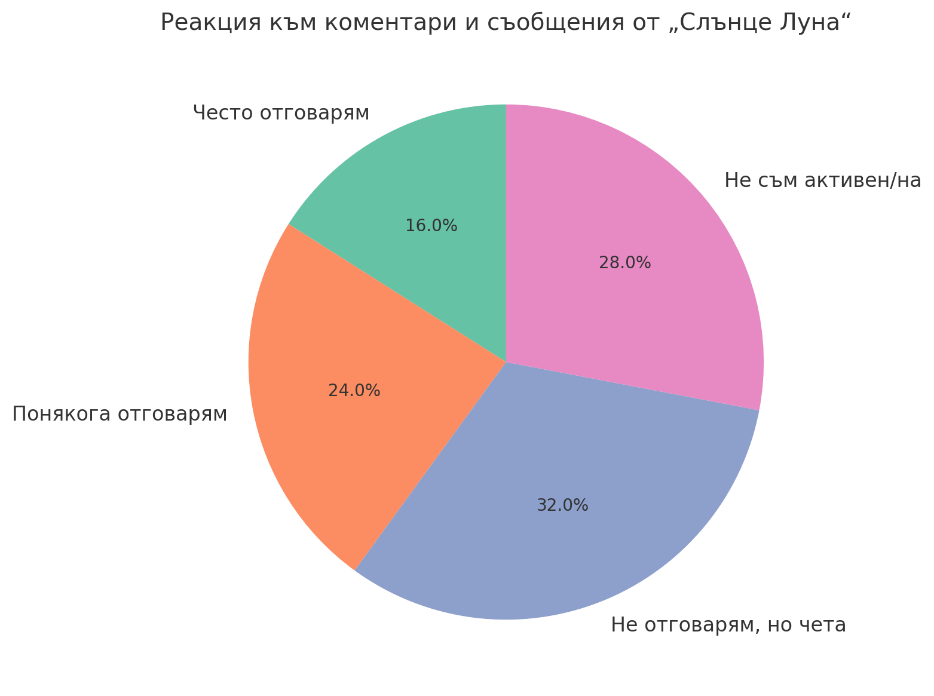 Реакция към коментари и съобщения от „Слънце Луна“
Често отговарям
Не съм активен/на
16.0%
28.0%
24.0%
Понякога отговарям
32.0%
Не отговарям, но чета